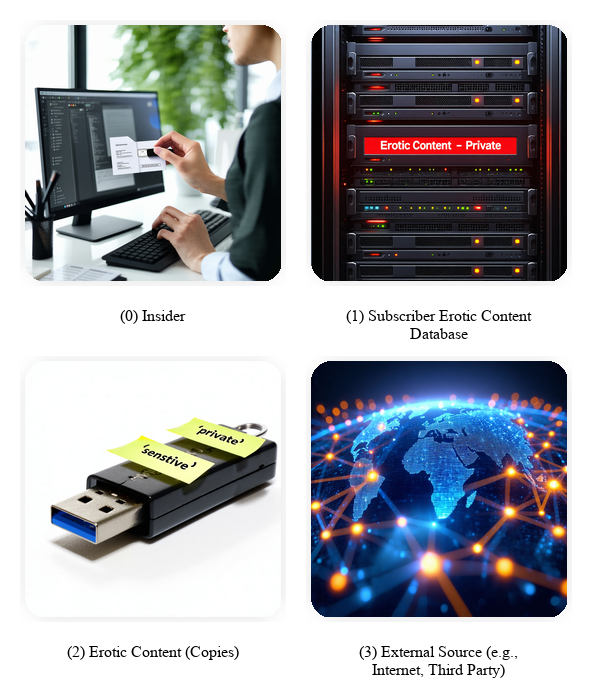 Erotic Content – Private
(0) Insider
(1) Subscriber Erotic Content
Database
'private'
'senstive'
(2) Erotic Content (Copies)
(3) External Source (e.g.,
Internet, Third Party)